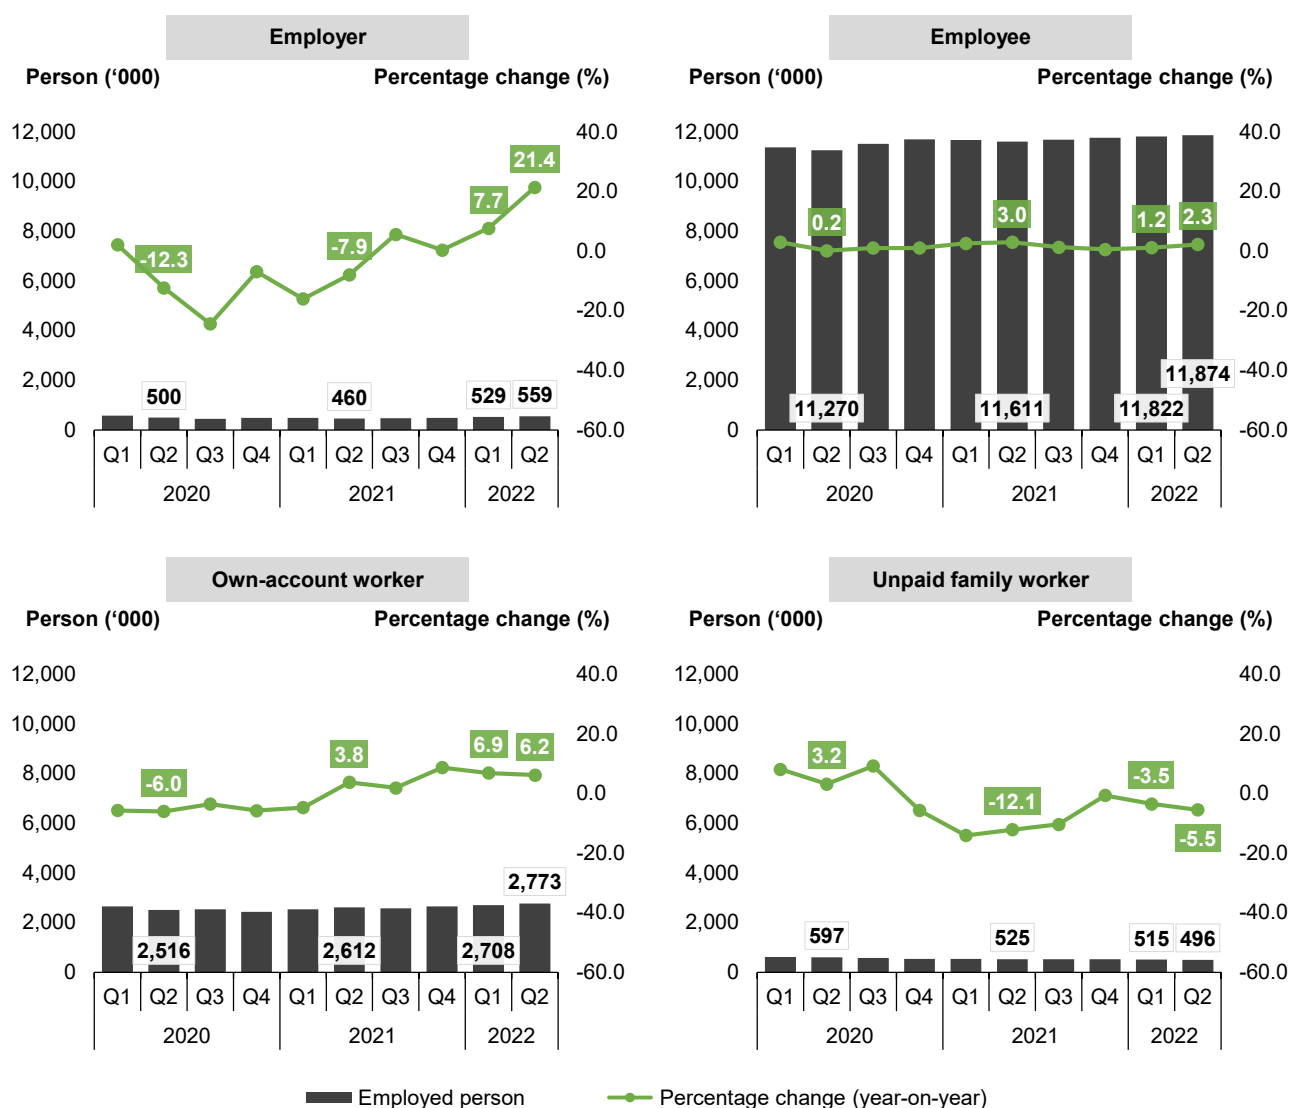 Employer
Person (‘000) Percentage change (%)
12,000 40.0
21.4
10,000 20.0
7.7
8,000 0.0
-12.3 -7.9
6,000 -20.0
4,000
2,000 -40.0
500 460 529 559
0 -60.0
Q1 Q2 Q3 Q4 Q1 Q2 Q3 Q4 Q1 Q2
2020 2021 2022
Employee
Person (‘000) Percentage change (%)
12,000 40.0
10,000 20.0
0.2 3.0 1.2 2.3
8,000 0.0
6,000 -20.0
4,000
2,000 -40.0
11,874
11,270 11,611 11,822
0 -60.0
Q1 Q2 Q3 Q4 Q1 Q2 Q3 Q4 Q1 Q2
2020 2021 2022
Own-account worker
Person (‘000) Percentage change (%)
12,000 40.0
10,000 20.0
-6.0 3.8 6.9 6.2
8,000 0.0
6,000 -20.0
4,000
2,773
2,000 -40.0
2,516 2,612 2,708
0 -60.0
Q1 Q2 Q3 Q4 Q1 Q2 Q3 Q4 Q1 Q2
2020 2021 2022
Unpaid family worker
Person (‘000) Percentage change (%)
12,000 40.0
10,000 20.0
3.2 -3.5
8,000 0.0
-12.1
-5.5
6,000 -20.0
4,000
2,000 -40.0
597 525 515 496
0 -60.0
Q1 Q2 Q3 Q4 Q1 Q2 Q3 Q4 Q1 Q2
2020 2021 2022
Employed person Percentage change (year-on-year)